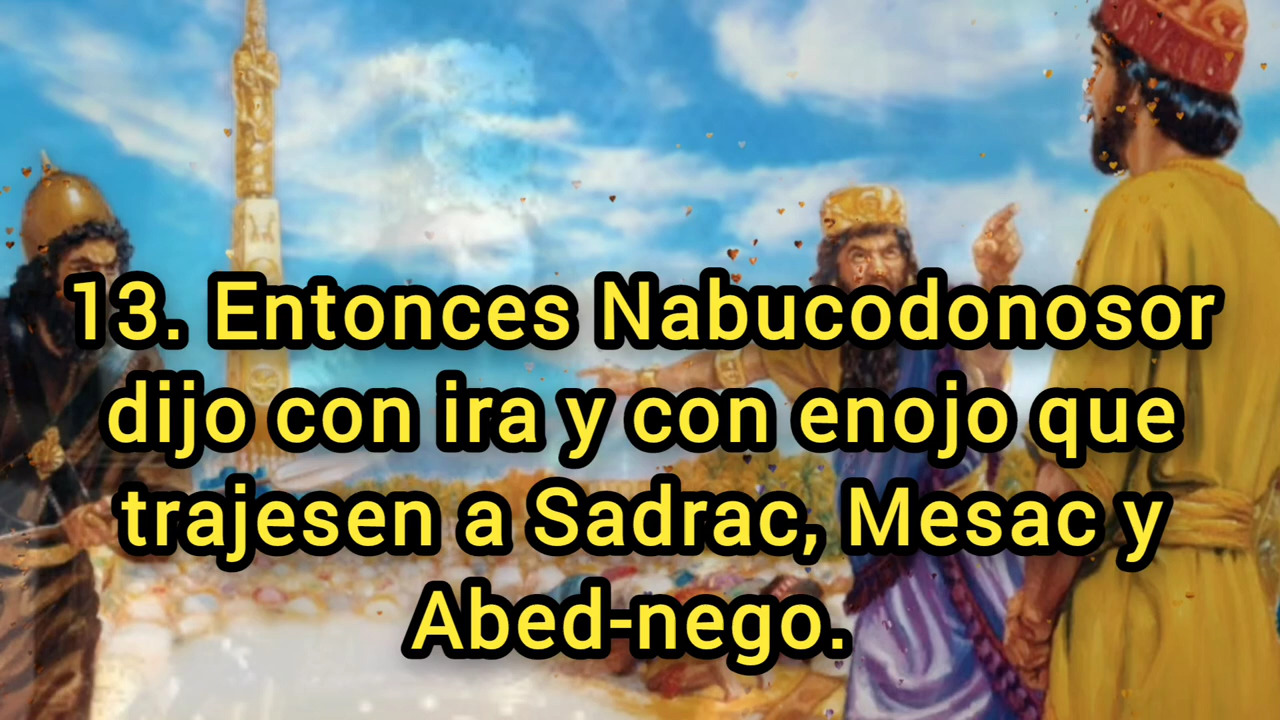 13. Entonces Nabucodonosor
dijo con ira y con enojo que
trajesen a Sadrac, Mesac y
Abed-nego.